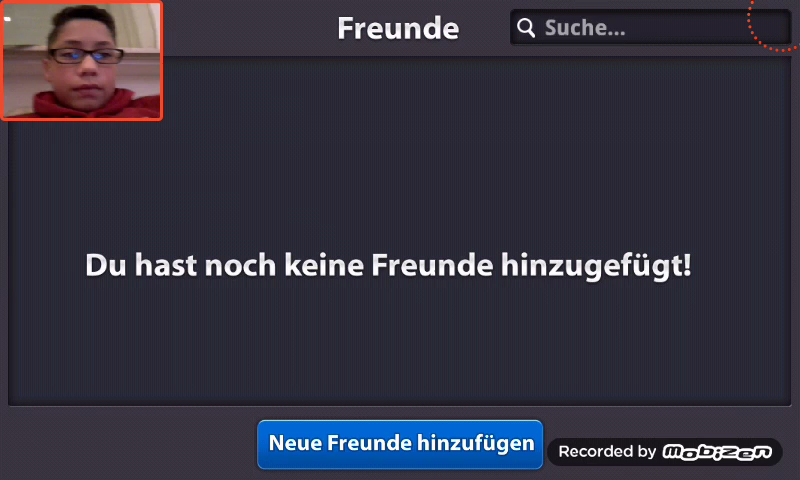 Freunde
Suche...
Du hast noch keine Freunde hinzugefügt!
Neue Freunde hinzufügen
Recorded by mobizen